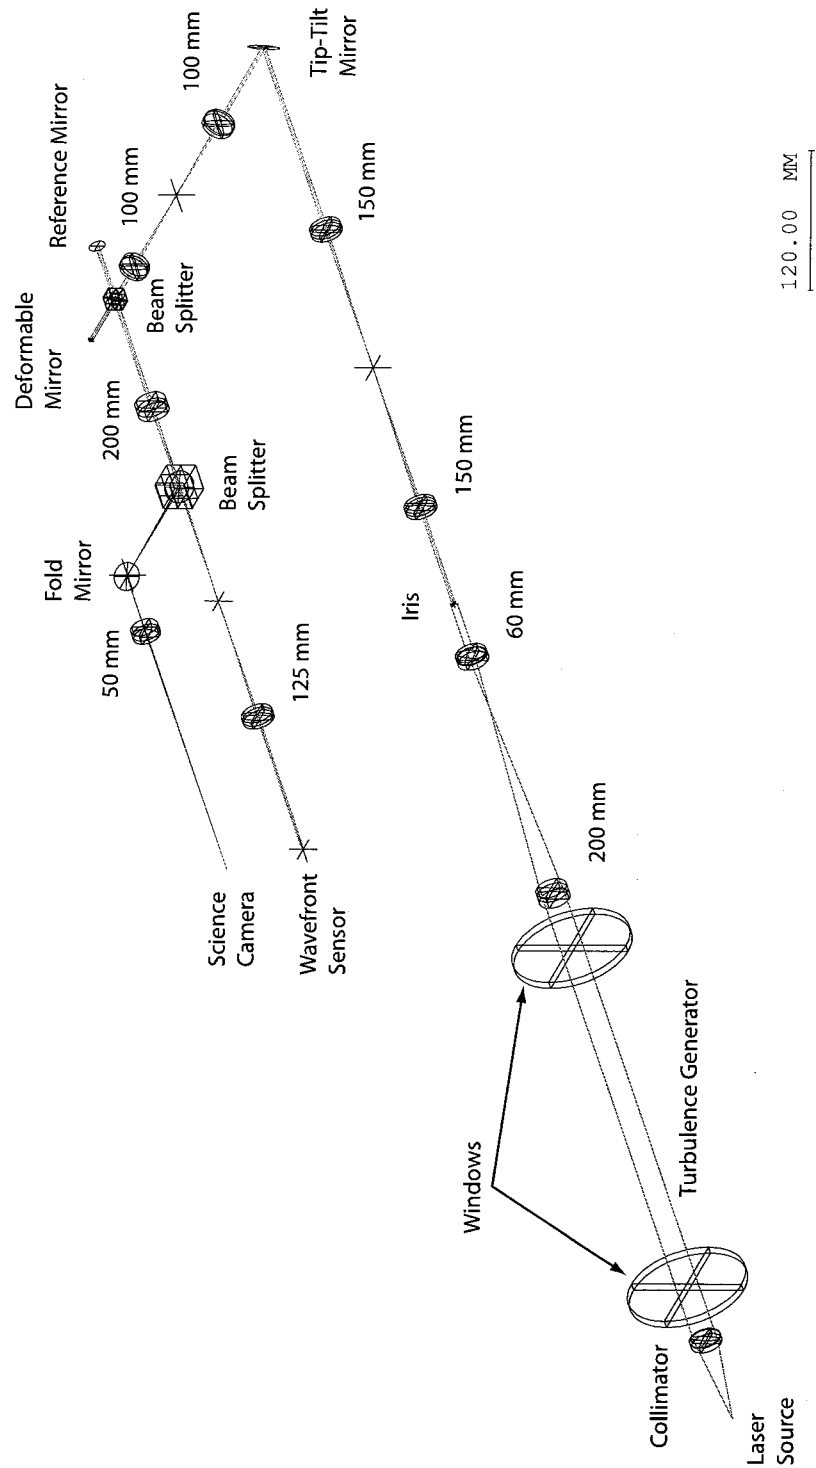 Laser
Source
Collimator
Windows
Turbulence Generator
200 mm
60 mm
Iris
150 mm
150 mm
Tip-Tilt
Mirror
100 mm
100 mm
Reference Mirror
Beam
Splitter
Deformable
Mirror
200 mm
Beam
Splitter
Fold
Mirror
50 mm
125 mm
Science
Camera
Wavefront
Sensor
120.00 MM